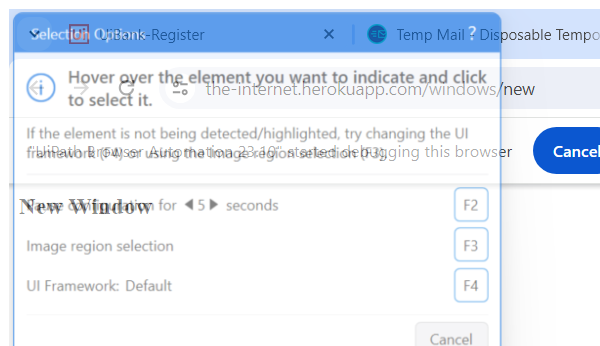 Selection Options
UiBank-Register
Temp Mail - Disposable Tempo
?
Hover over the element you want to indicate and click to select it.
the-internet.herokuapp.com/windows/new
If the element is not being detected/highlighted, try changing the UI
framework (F4) or using the image region selection (F3).
"UiPath Browser Automation 23.10" started debugging this browser
Cancel
New Window
configuration for 5 seconds
F2
Image region selection
F3
UI Framework: Default
F4
Cancel